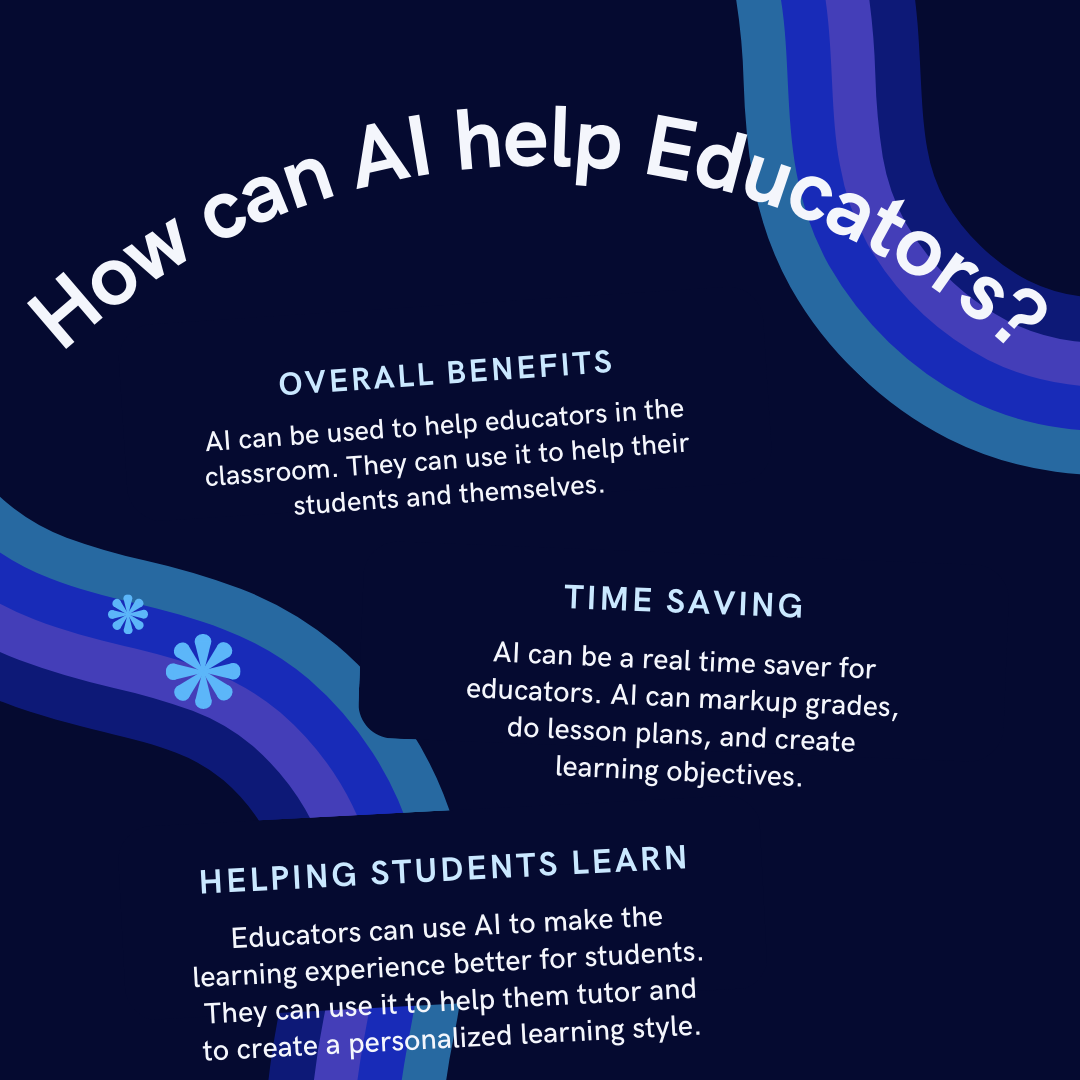 How can AI help Educators?
OVERALL BENEFITS
AI can be used to help educators in the
classroom. They can use it to help their
students and themselves.
TIME SAVING
AI can be a real time saver for
educators. AI can markup grades,
do lesson plans, and create
learning objectives.
HELPING STUDENTS LEARN
Educators can use AI to make the
learning experience better for students.
They can use it to help them tutor and
to create a personalized learning style.